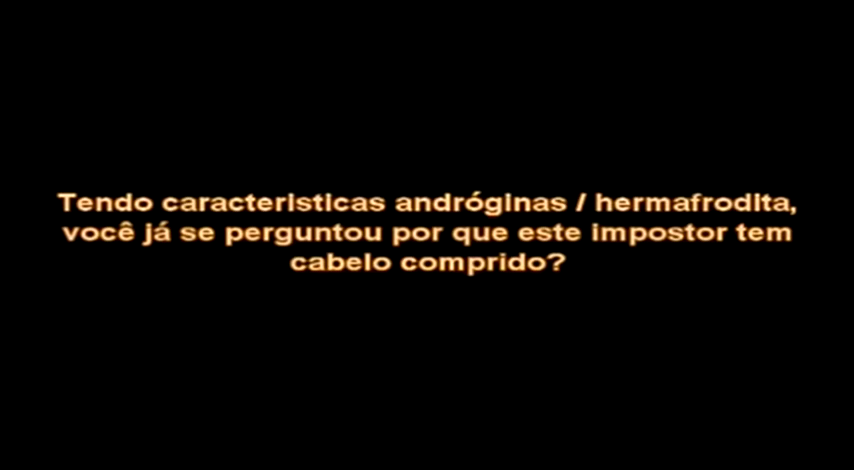 Tendo caracteristicas andróginas / hermafrodita,
você já se perguntou por que este impostor tem
cabelo comprido?